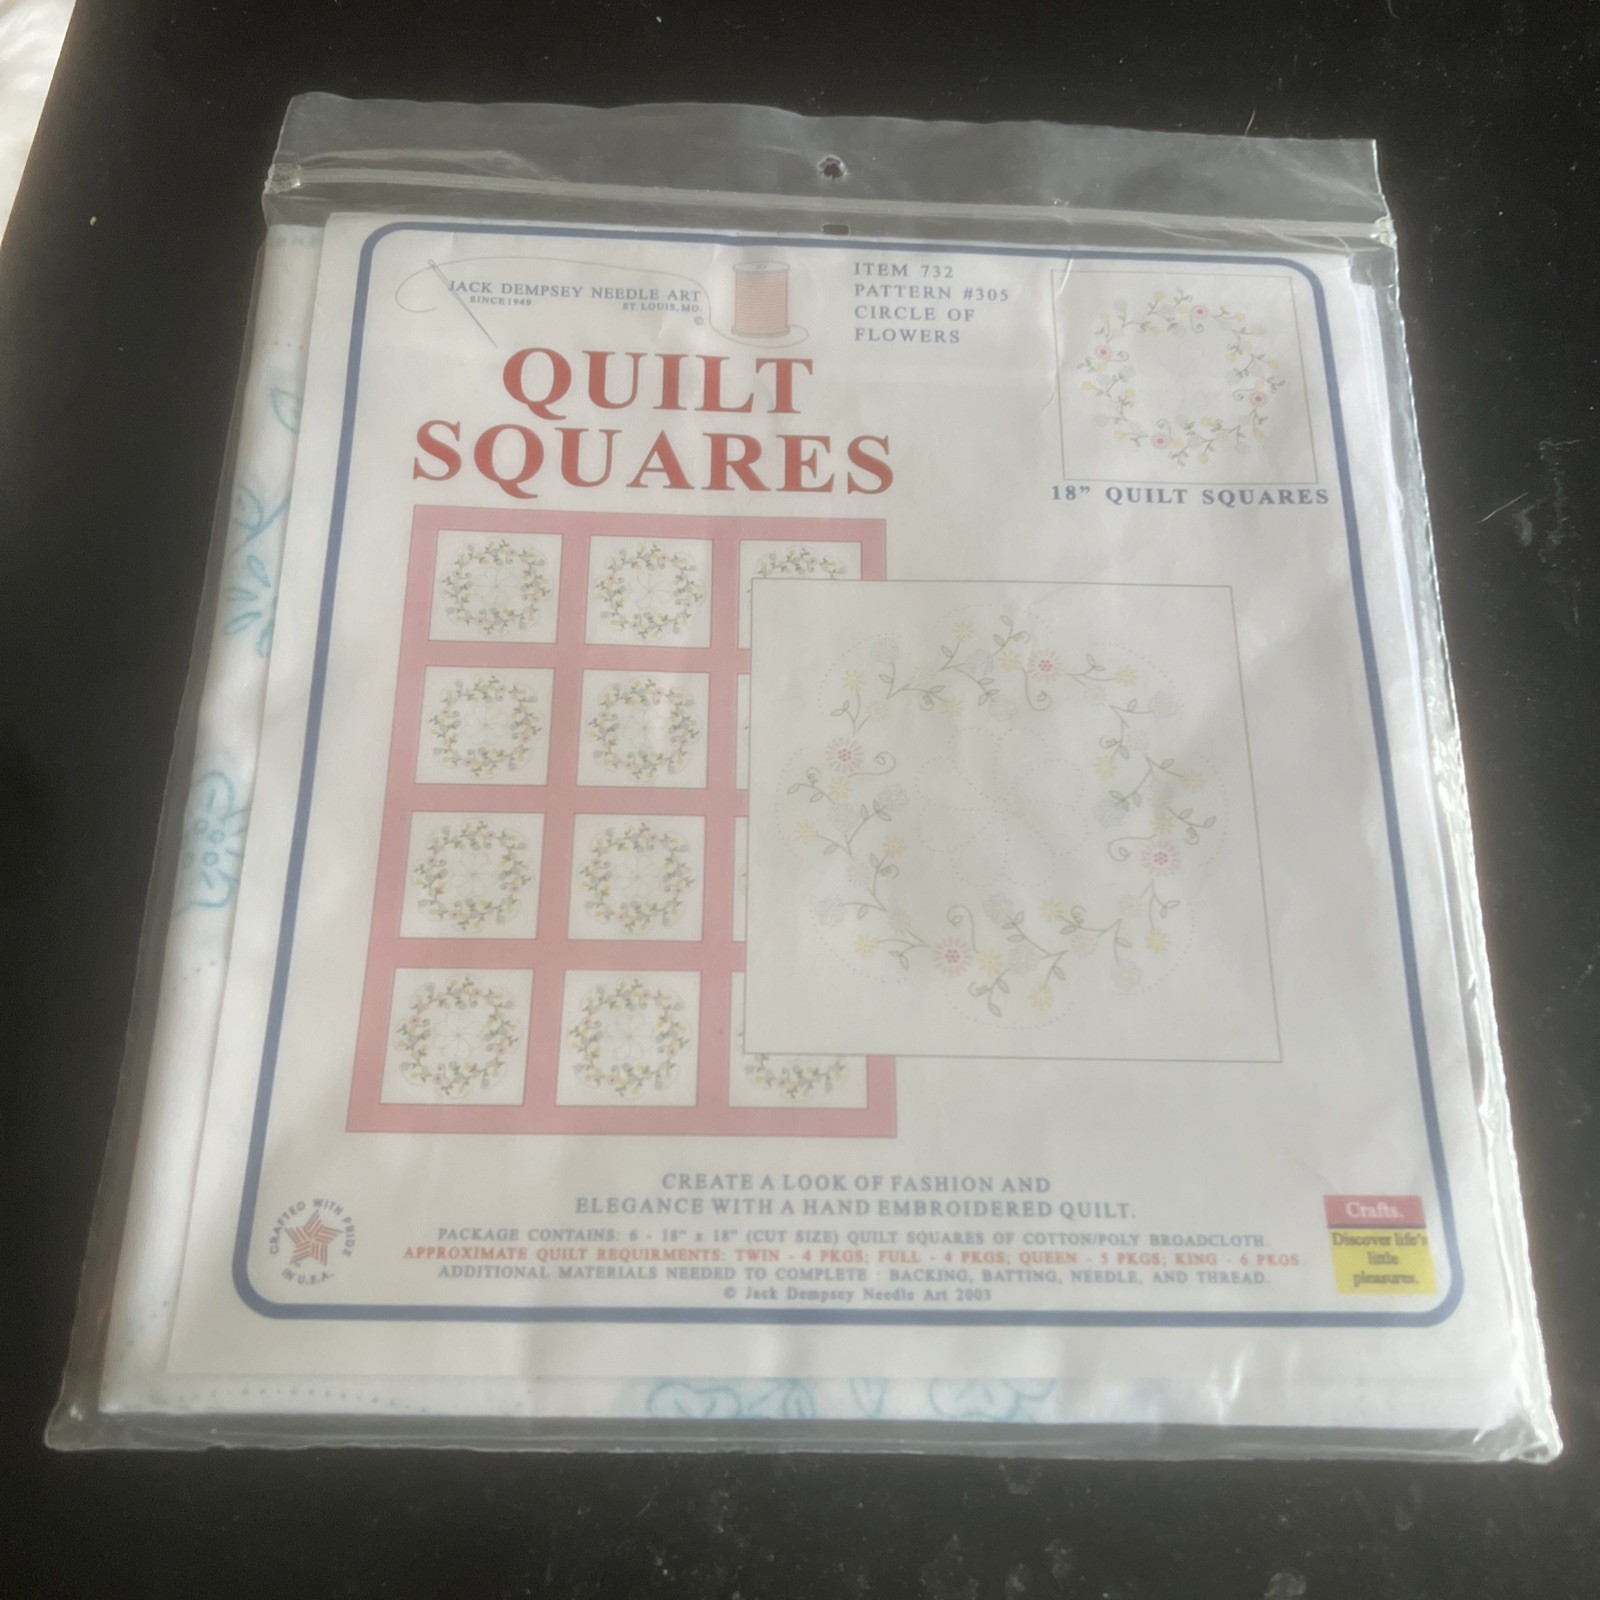 JACK DEMPSEY NEEDLE ART
SINCE 1949
ST. LOUIS, MO.
©
ITEM 732
PATTERN #305
CIRCLE OF
FLOWERS
QUILT
SQUARES
18” QUILT SQUARES
CREATE A LOOK OF FASHION AND
ELEGANCE WITH A HAND EMBROIDERED QUILT.
PACKAGE CONTAINS: 6 - 18" x 18" (CUT SIZE) QUILT SQUARES OF COTTON/POLY BROADCLOTH.
APPROXIMATE QUILT REQUIRMENTS: TWIN - 4 PKGS; FULL - 4 PKGS; QUEEN - 5 PKGS; KING - 6 PKGS.
ADDITIONAL MATERIALS NEEDED TO COMPLETE : BACKING, BATTING, NEEDLE, AND THREAD.
© Jack Dempsey Needle Art 2003
CRAFTED WITH PRIDE
IN U.S.A.
Crafts.
Discover life's
little
pleasures.